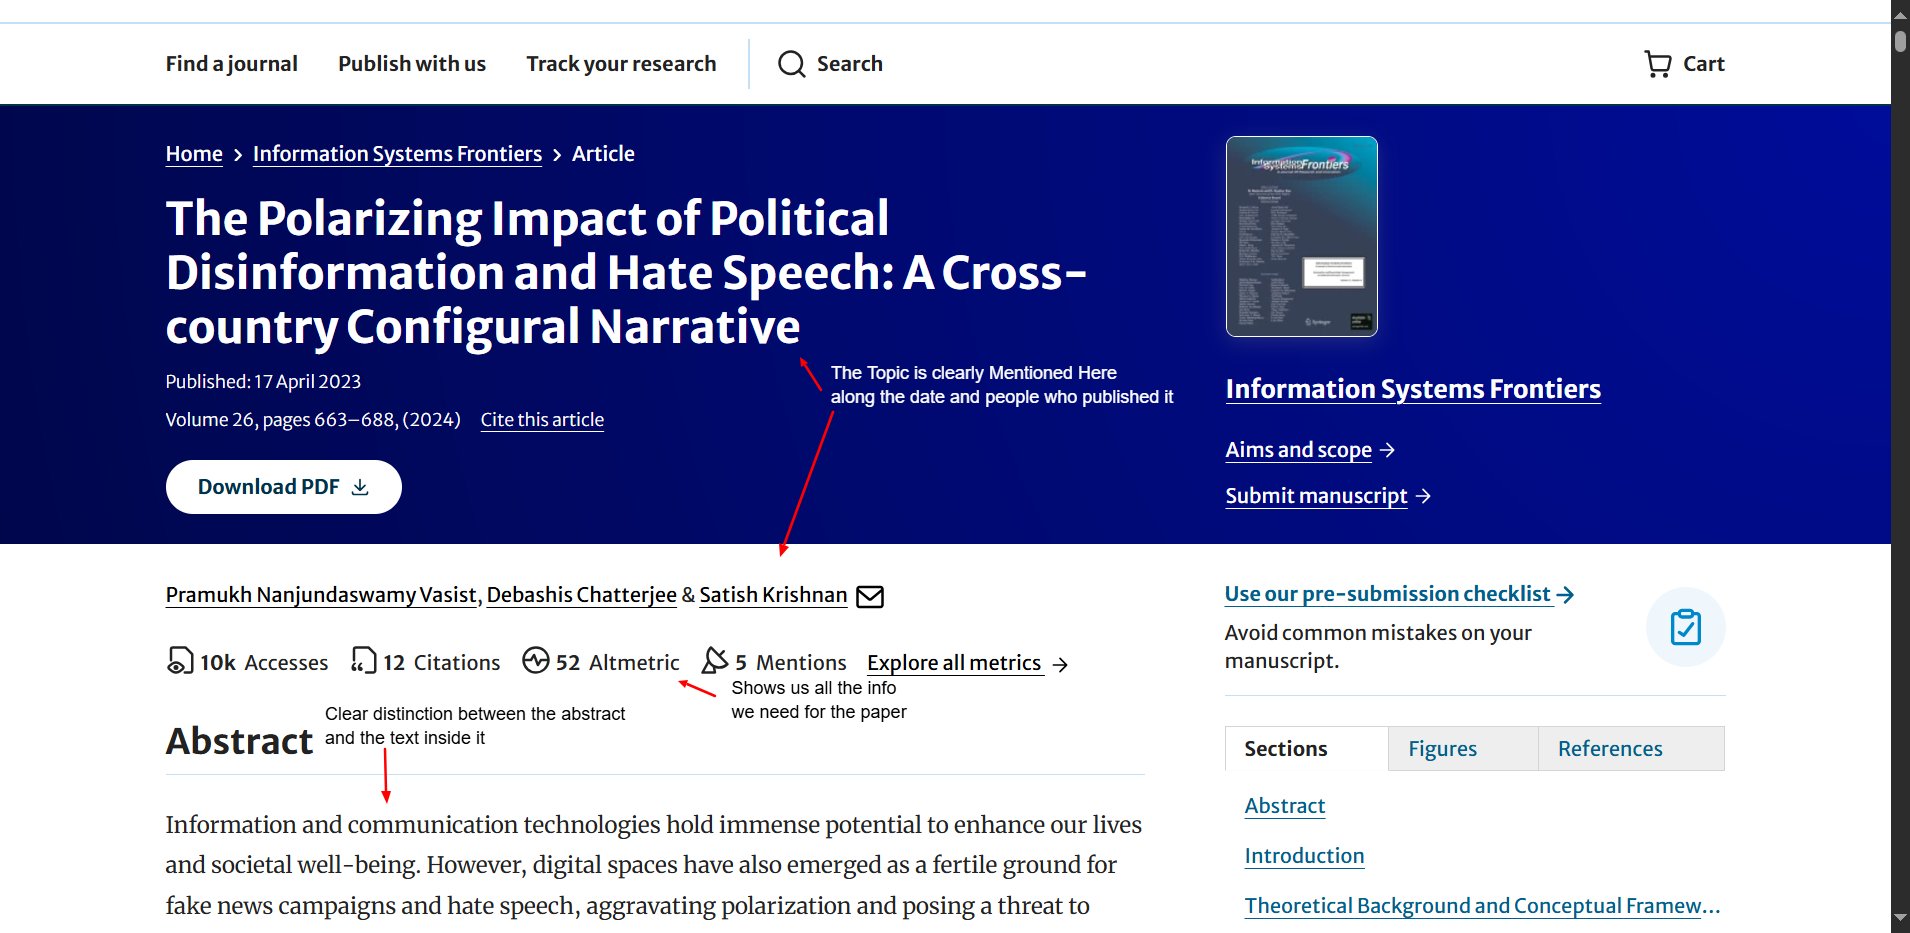 Find a journal
Publish with us
Track your research
Search
Cart
Home > Information Systems Frontiers > Article
The Polarizing Impact of Political
Disinformation and Hate Speech: A Cross-
country Configural Narrative
Published: 17 April 2023
Volume 26, pages 663–688, (2024) Cite this article
Download PDF
The Topic is clearly Mentioned Here
along the date and people who published it
Information Systems Frontiers
Springer
Information Systems Frontiers
Aims and scope →
Submit manuscript →
Pramukh Nanjundaswamy Vasist, Debashis Chatterjee & Satish Krishnan
10k Accesses
12 Citations
52 Altmetric
5 Mentions
Explore all metrics →
Shows us all the info
we need for the paper
Clear distinction between the abstract
and the text inside it
Abstract
Information and communication technologies hold immense potential to enhance our lives
and societal well-being. However, digital spaces have also emerged as a fertile ground for
fake news campaigns and hate speech, aggravating polarization and posing a threat to
Use our pre-submission checklist →
Avoid common mistakes on your
manuscript.
Sections
Figures
References
Abstract
Introduction
Theoretical Background and Conceptual Framew...